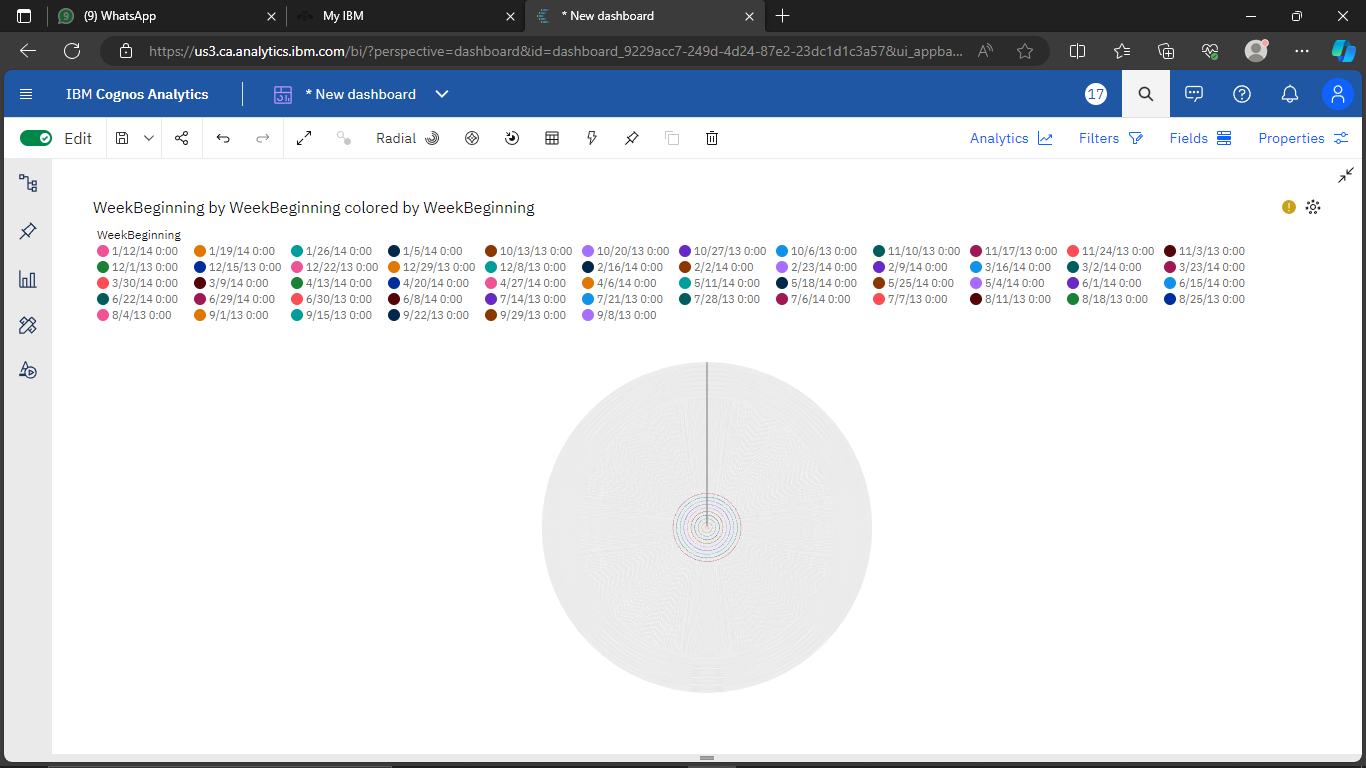 (9) WhatsApp
My IBM
* New dashboard
https://us3.ca.analytics.ibm.com/bi/?perspective=dashboard&id=dashboard_9229acc7-249d-4d24-87e2-23dc1d1c3a57&ui_appba...
IBM Cognos Analytics
* New dashboard
17
Edit
Radial
Analytics
Filters
Fields
Properties
WeekBeginning by WeekBeginning colored by WeekBeginning
WeekBeginning
1/12/14 0:00 1/19/14 0:00 1/26/14 0:00 1/5/14 0:00 10/13/13 0:00 10/20/13 0:00 10/27/13 0:00 10/6/13 0:00 11/10/13 0:00 11/17/13 0:00 11/24/13 0:00 11/3/13 0:00
12/1/13 0:00 12/15/13 0:00 12/22/13 0:00 12/29/13 0:00 12/8/13 0:00 2/16/14 0:00 2/2/14 0:00 2/23/14 0:00 2/9/14 0:00 3/16/14 0:00 3/2/14 0:00 3/23/14 0:00
3/30/14 0:00 3/9/14 0:00 4/13/14 0:00 4/20/14 0:00 4/27/14 0:00 4/6/14 0:00 5/11/14 0:00 5/18/14 0:00 5/25/14 0:00 5/4/14 0:00 6/1/14 0:00 6/15/14 0:00
6/22/14 0:00 6/29/14 0:00 6/30/13 0:00 6/8/14 0:00 7/14/13 0:00 7/21/13 0:00 7/28/13 0:00 7/6/14 0:00 7/7/13 0:00 8/11/13 0:00 8/18/13 0:00 8/25/13 0:00
8/4/13 0:00 9/1/13 0:00 9/15/13 0:00 9/22/13 0:00 9/29/13 0:00 9/8/13 0:00